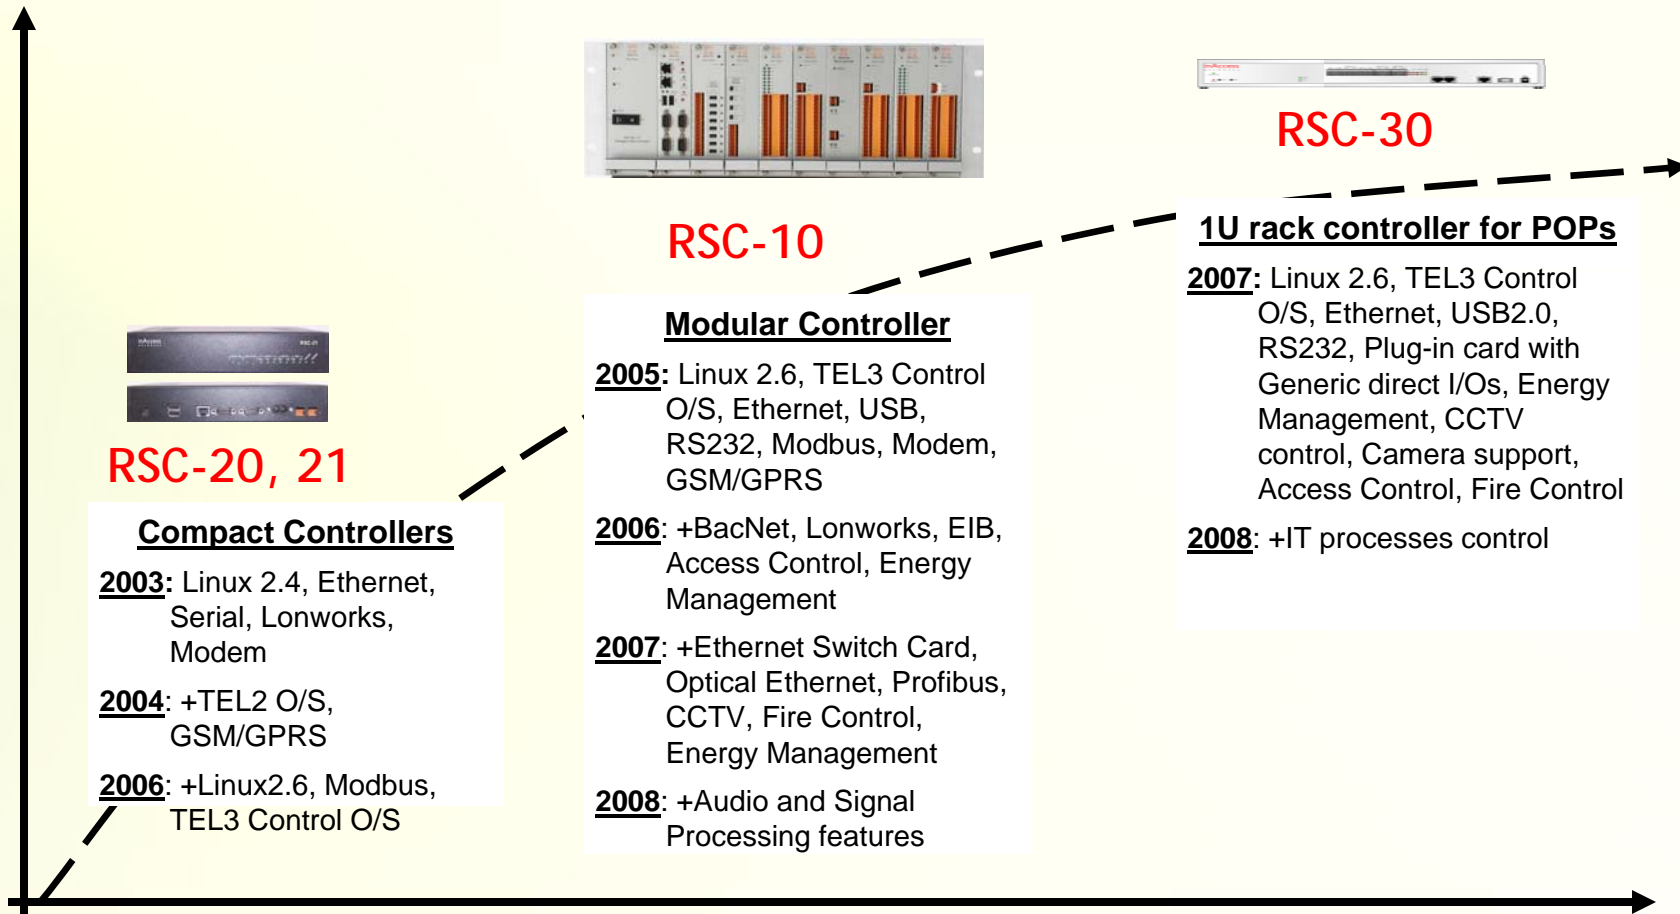 RSC-20, 21
Compact Controllers
2003: Linux 2.4, Ethernet,
Serial, Lonworks,
Modem
2004: +TEL2 O/S,
GSM/GPRS
2006: +Linux2.6, Modbus,
TEL3 Control O/S
RSC-10
Modular Controller
2005: Linux 2.6, TEL3 Control
O/S, Ethernet, USB,
RS232, Modbus, Modem,
GSM/GPRS
2006: +BacNet, Lonworks, EIB,
Access Control, Energy
Management
2007: +Ethernet Switch Card,
Optical Ethernet, Profibus,
CCTV, Fire Control,
Energy Management
2008: +Audio and Signal
Processing features
RSC-30
1U rack controller for POPs
2007: Linux 2.6, TEL3 Control
O/S, Ethernet, USB2.0,
RS232, Plug-in card with
Generic direct I/Os, Energy
Management, CCTV
control, Camera support,
Access Control, Fire Control
2008: +IT processes control